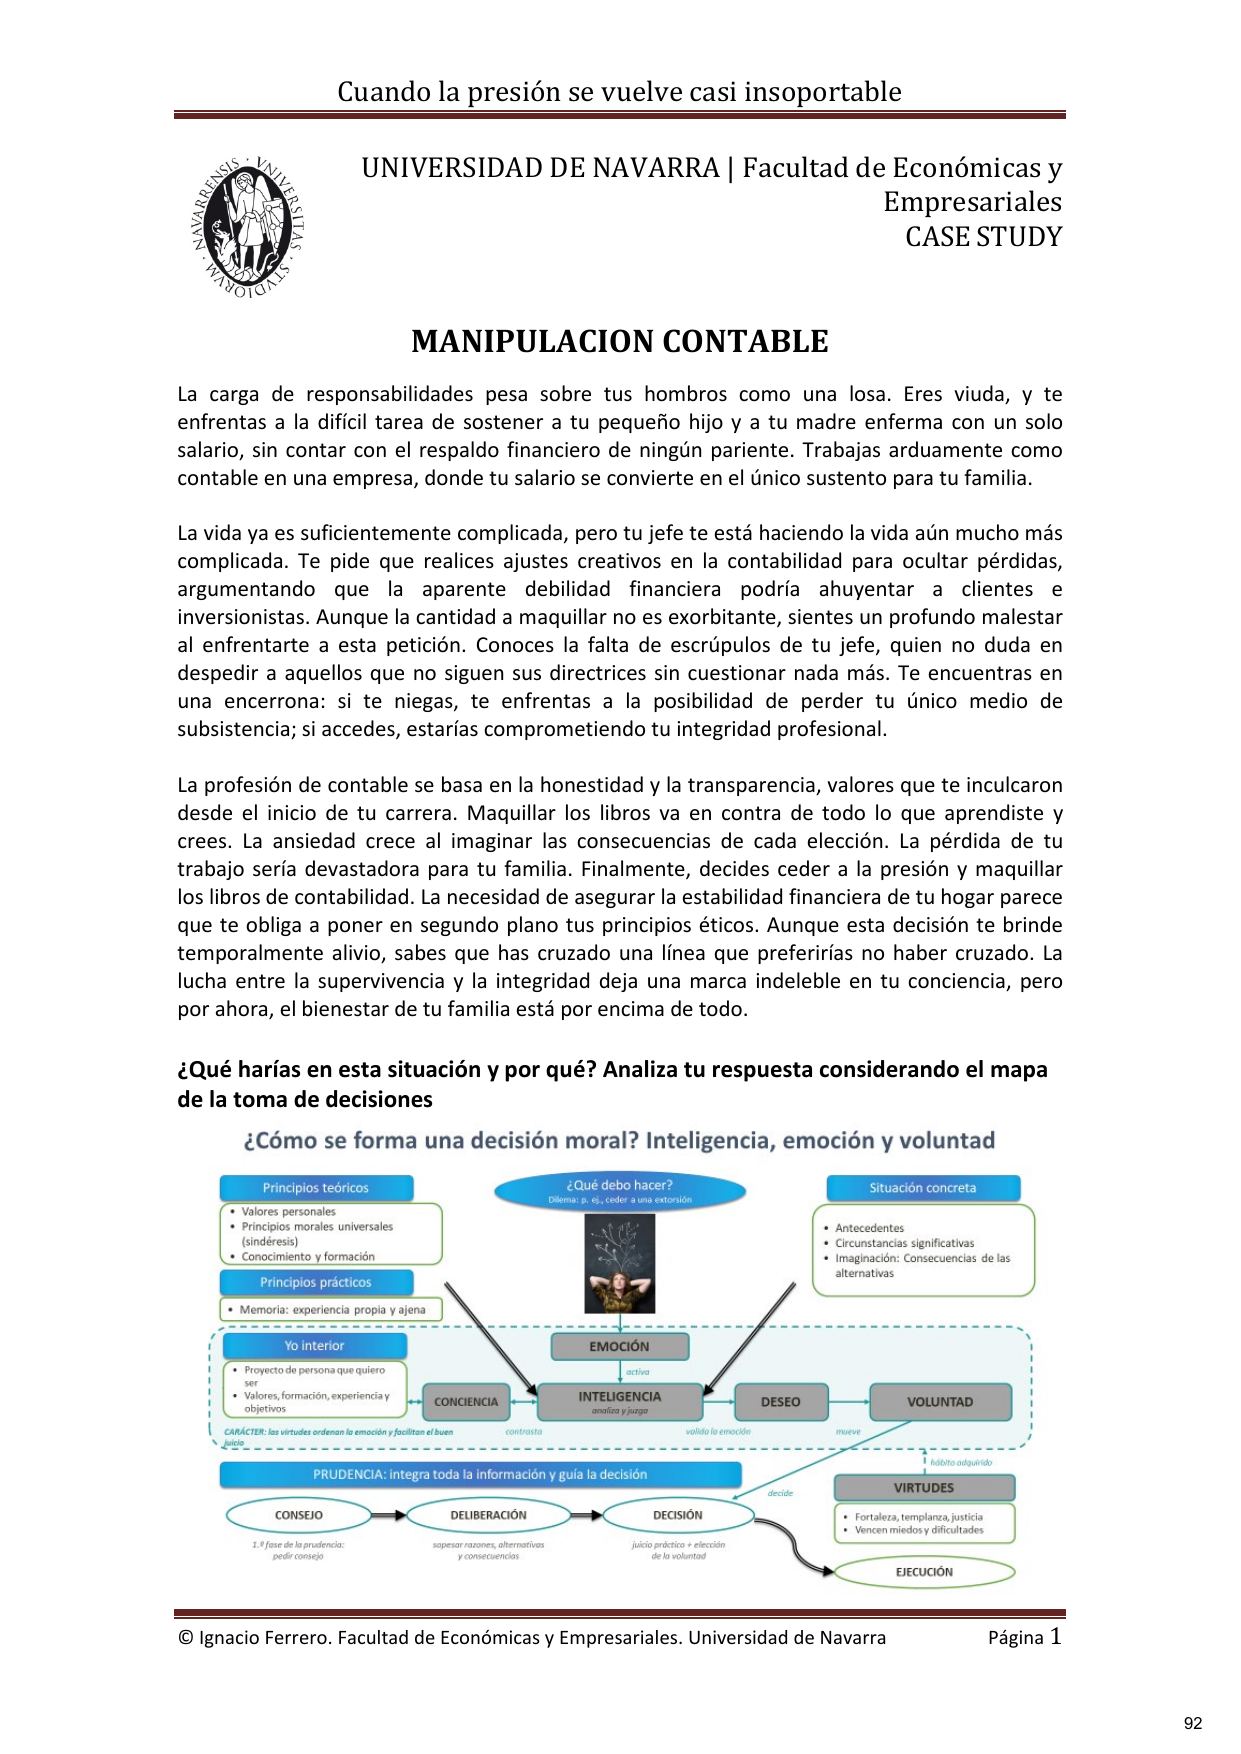 Cuando la presión se vuelve casi insoportable
NAVARRENSIS · VNIVERSITAS · STVDIORVM ·
UNIVERSIDAD DE NAVARRA | Facultad de Económicas y
Empresariales
CASE STUDY
MANIPULACION CONTABLE
La carga de responsabilidades pesa sobre tus hombros como una losa. Eres viuda, y te
enfrentas a la difícil tarea de sostener a tu pequeño hijo y a tu madre enferma con un solo
salario, sin contar con el respaldo financiero de ningún pariente. Trabajas arduamente como
contable en una empresa, donde tu salario se convierte en el único sustento para tu familia.
La vida ya es suficientemente complicada, pero tu jefe te está haciendo la vida aún mucho más
complicada. Te pide que realices ajustes creativos en la contabilidad para ocultar pérdidas,
argumentando que la aparente debilidad financiera podría ahuyentar a clientes e
inversionistas. Aunque la cantidad a maquillar no es exorbitante, sientes un profundo malestar
al enfrentarte a esta petición. Conoces la falta de escrúpulos de tu jefe, quien no duda en
despedir a aquellos que no siguen sus directrices sin cuestionar nada más. Te encuentras en
una encerrona: si te niegas, te enfrentas a la posibilidad de perder tu único medio de
subsistencia; si accedes, estarías comprometiendo tu integridad profesional.
La profesión de contable se basa en la honestidad y la transparencia, valores que te inculcaron
desde el inicio de tu carrera. Maquillar los libros va en contra de todo lo que aprendiste y
crees. La ansiedad crece al imaginar las consecuencias de cada elección. La pérdida de tu
trabajo sería devastadora para tu familia. Finalmente, decides ceder a la presión y maquillar
los libros de contabilidad. La necesidad de asegurar la estabilidad financiera de tu hogar parece
que te obliga a poner en segundo plano tus principios éticos. Aunque esta decisión te brinde
temporalmente alivio, sabes que has cruzado una línea que preferirías no haber cruzado. La
lucha entre la supervivencia y la integridad deja una marca indeleble en tu conciencia, pero
por ahora, el bienestar de tu familia está por encima de todo.
¿Qué harías en esta situación y por qué? Analiza tu respuesta considerando el mapa
de la toma de decisiones
¿Cómo se forma una decisión moral? Inteligencia, emoción y voluntad
Principios teóricos
• Valores personales
• Principios morales universales
(sindéresis)
• Conocimiento y formación
Principios prácticos
• Memoria: experiencia propia y ajena
¿Qué debo hacer?
Dilema: p. ej., ceder a una extorsión
Situación concreta
• Antecedentes
• Circunstancias significativas
• Imaginación: Consecuencias de las
alternativas
Yo interior
• Proyecto de persona que quiero
ser
• Valores, formación, experiencia y
objetivos
EMOCIÓN
activa
CONCIENCIA
INTELIGENCIA
analiza y juzga
DESEO
VOLUNTAD
CARÁCTER: las virtudes ordenan la emoción y facilitan el buen
juicio
contrasta
valida la emoción
mueve
PRUDENCIA: integra toda la información y guía la decisión
decide
hábito adquirido
VIRTUDES
• Fortaleza, templanza, justicia
• Vencen miedos y dificultades
CONSEJO
DELIBERACIÓN
DECISIÓN
1.ª fase de la prudencia:
pedir consejo
sopesar razones, alternativas
y consecuencias
juicio práctico + elección
de la voluntad
EJECUCIÓN
© Ignacio Ferrero. Facultad de Económicas y Empresariales. Universidad de Navarra Página 1
92